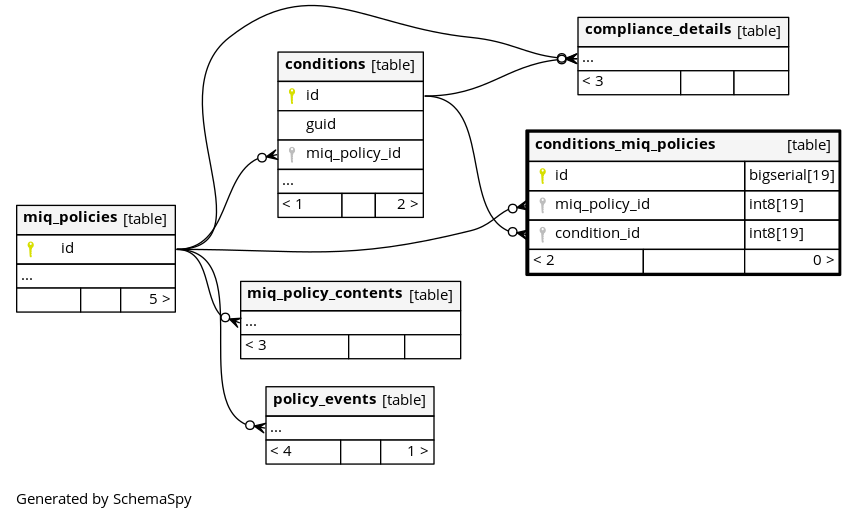 compliance_details [table]
...
< 3
conditions [table]
id
guid
miq_policy_id
...
< 1 2 >
conditions_miq_policies [table]
id bigserial[19]
miq_policy_id int8[19]
condition_id int8[19]
< 2 0 >
miq_policies [table]
id
...
5 >
miq_policy_contents [table]
...
< 3
policy_events [table]
...
< 4 1 >
Generated by SchemaSpy